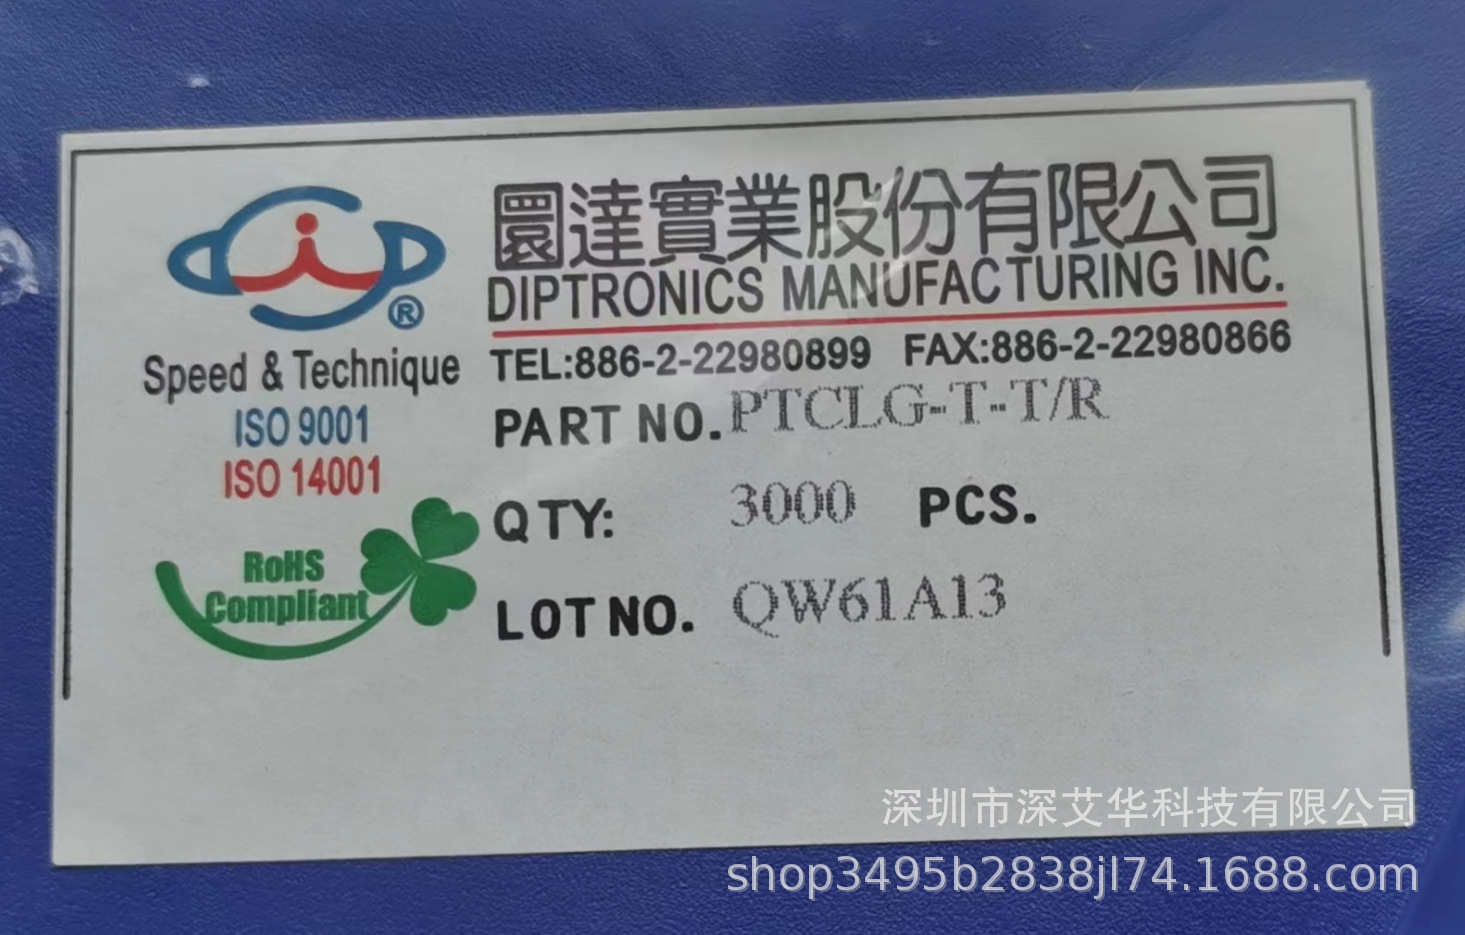 圜達實業股份有限公司
DIPTRONICS MANUFACTURING INC.
®
Speed & Technique
ISO 9001
ISO 14001
RoHS
Compliant
TEL:886-2-22980899 FAX:886-2-22980866
PART NO. PTCLG-T-T/R
QTY: 3000 PCS.
LOT NO. QW61A13
深圳市深艾华科技有限公司
shop3495b2838jl74.1688.com